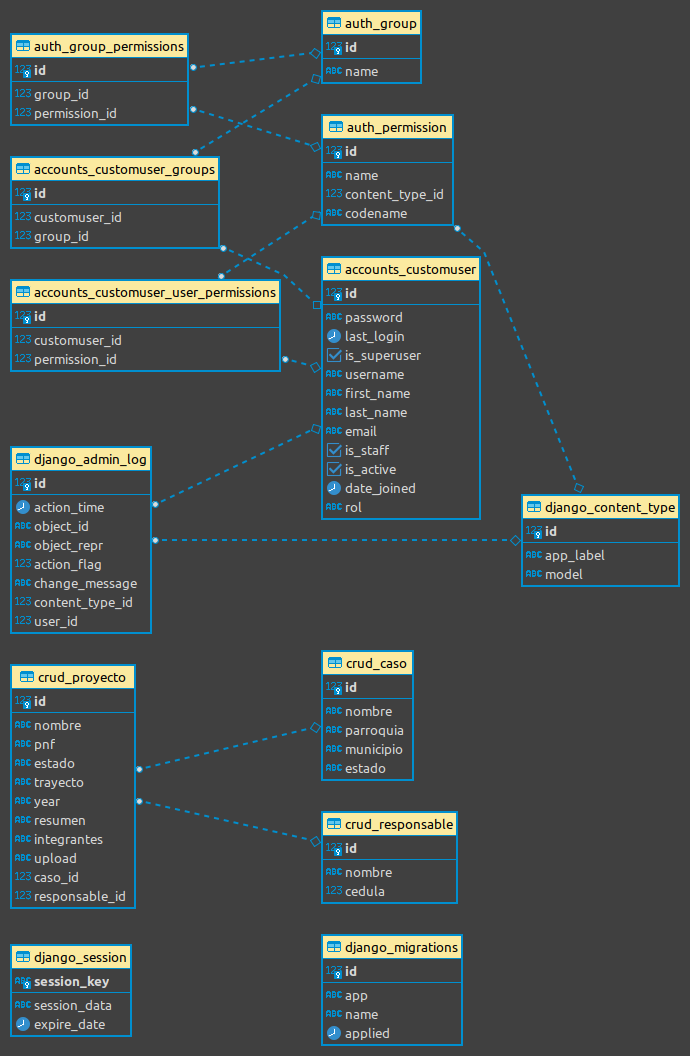 auth_group_permissions
123 id
123 group_id
123 permission_id
auth_group
123 id
ABC name
auth_permission
123 id
ABC name
123 content_type_id
ABC codename
accounts_customuser_groups
123 id
123 customuser_id
123 group_id
accounts_customuser_user_permissions
123 id
123 customuser_id
123 permission_id
accounts_customuser
123 id
ABC password
last_login
is_superuser
ABC username
ABC first_name
ABC last_name
ABC email
is_staff
is_active
date_joined
ABC rol
django_admin_log
123 id
action_time
ABC object_id
ABC object_repr
123 action_flag
ABC change_message
123 content_type_id
123 user_id
django_content_type
123 id
ABC app_label
ABC model
crud_proyecto
123 id
ABC nombre
ABC pnf
ABC estado
ABC trayecto
ABC year
ABC resumen
ABC integrantes
ABC upload
123 caso_id
123 responsable_id
crud_caso
123 id
ABC nombre
ABC parroquia
ABC municipio
ABC estado
crud_responsable
123 id
ABC nombre
123 cedula
django_session
ABC session_key
ABC session_data
expire_date
django_migrations
123 id
ABC app
ABC name
applied